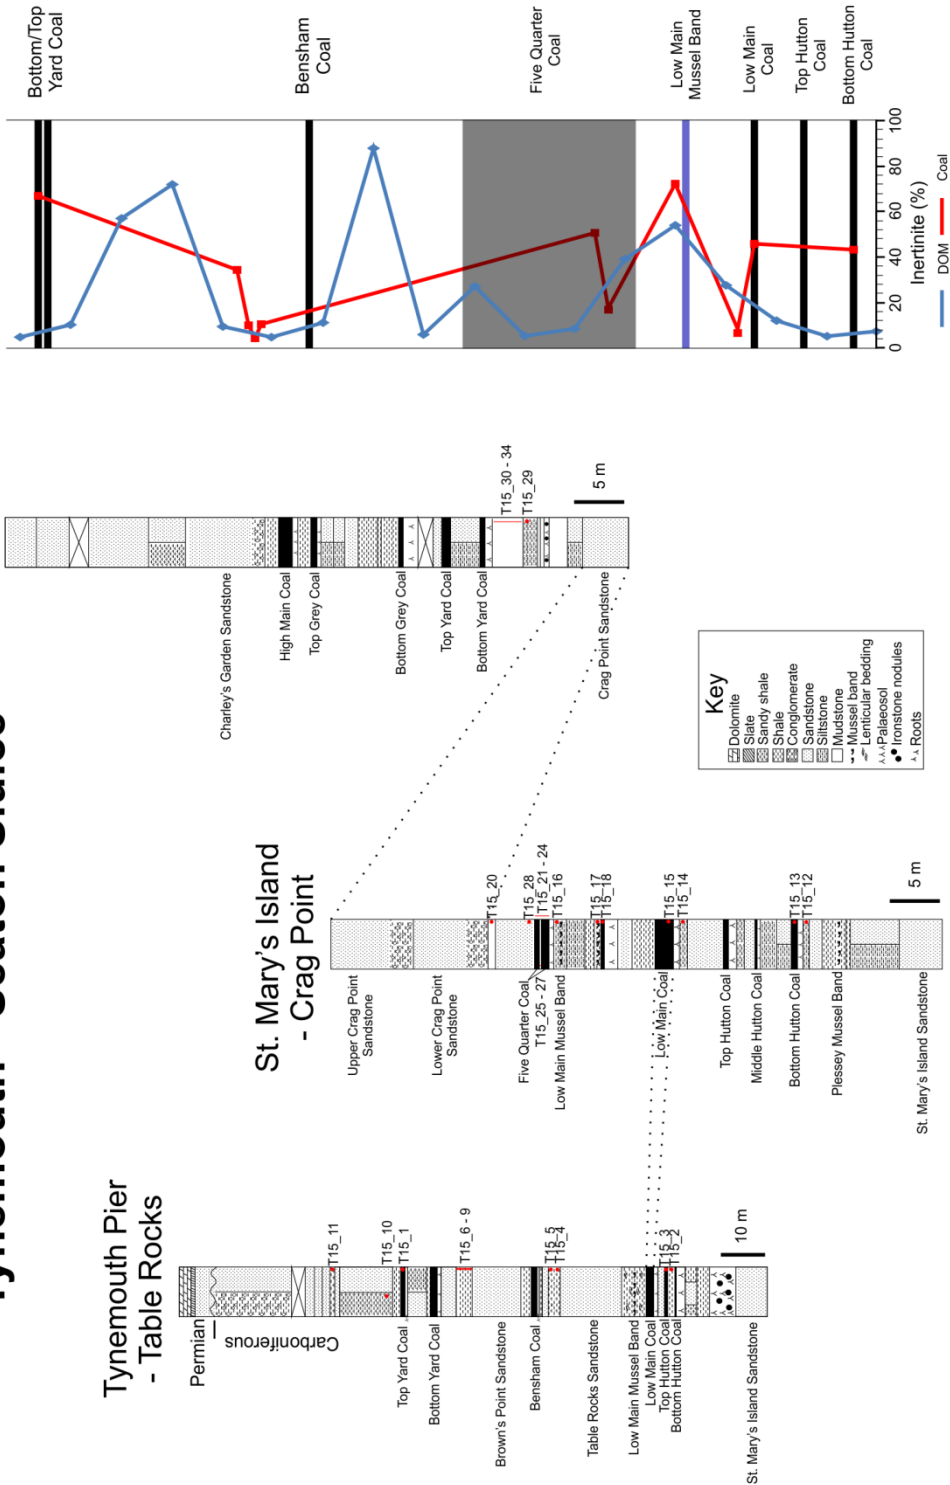 Tynemouth - Seaton Sluice
Tynemouth Pier
- Table Rocks
Permian
Carboniferous
T15_11
T15_10
T15_1
Top Yard Coal
Bottom Yard Coal
T15_6 - 9
Brown's Point Sandstone
Bensham Coal
T15_5
T15_4
Table Rocks Sandstone
Low Main Mussel Band
Low Main Coal
Top Hutton Coal
Bottom Hutton Coal
T15_3
T15_2
St. Mary's Island Sandstone
10 m
St. Mary's Island
- Crag Point
Upper Crag Point
Sandstone
Lower Crag Point
Sandstone
T15_20
T15_28
Five Quarter Coal
T15_21 - 24
T15_25 - 27
T15_16
Low Main Mussel Band
T15_17
T15_18
Low Main Coal
T15_15
T15_14
Top Hutton Coal
Middle Hutton Coal
Bottom Hutton Coal
T15_13
T15_12
Plessey Mussel Band
St. Mary's Island Sandstone
5 m
Charley's Garden Sandstone
High Main Coal
Top Grey Coal
Bottom Grey Coal
Top Yard Coal
Bottom Yard Coal
T15_30 - 34
T15_29
Crag Point Sandstone
5 m
Key
Dolomite
Slate
Sandy shale
Shale
Conglomerate
Sandstone
Siltstone
Mudstone
Mussel band
Lenticular bedding
Palaeosol
Ironstone nodules
Roots
Bottom/Top
Yard Coal
Bensham
Coal
Five Quarter
Coal
Low Main
Mussel Band
Low Main
Coal
Top Hutton
Coal
Bottom Hutton
Coal
0 20 40 60 80 100
Inertinite (%)
DOM
Coal